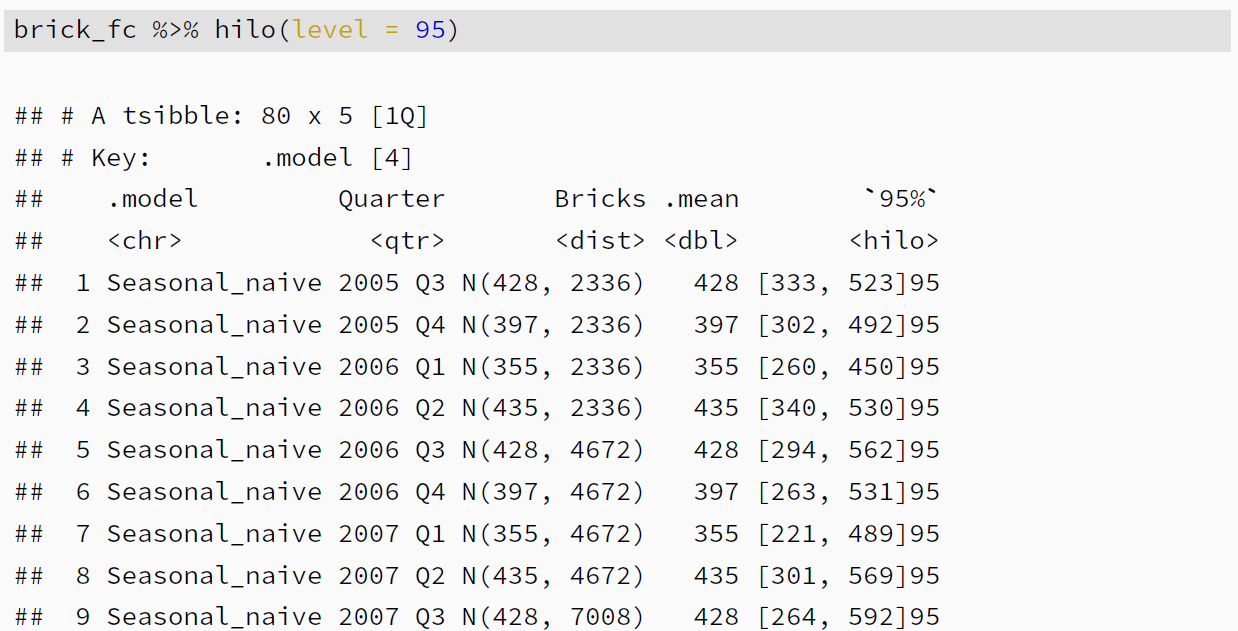 brick_fc %>% hilo(level = 95)
## # A tsibble: 80 x 5 [1Q]
## # Key:       .model [4]
##    .model         Quarter       Bricks .mean        `95%`
##    <chr>            <qtr>       <dist> <dbl>       <hilo>
##  1 Seasonal_naive 2005 Q3 N(428, 2336)   428 [333, 523]95
##  2 Seasonal_naive 2005 Q4 N(397, 2336)   397 [302, 492]95
##  3 Seasonal_naive 2006 Q1 N(355, 2336)   355 [260, 450]95
##  4 Seasonal_naive 2006 Q2 N(435, 2336)   435 [340, 530]95
##  5 Seasonal_naive 2006 Q3 N(428, 4672)   428 [294, 562]95
##  6 Seasonal_naive 2006 Q4 N(397, 4672)   397 [263, 531]95
##  7 Seasonal_naive 2007 Q1 N(355, 4672)   355 [221, 489]95
##  8 Seasonal_naive 2007 Q2 N(435, 4672)   435 [301, 569]95
##  9 Seasonal_naive 2007 Q3 N(428, 7008)   428 [264, 592]95